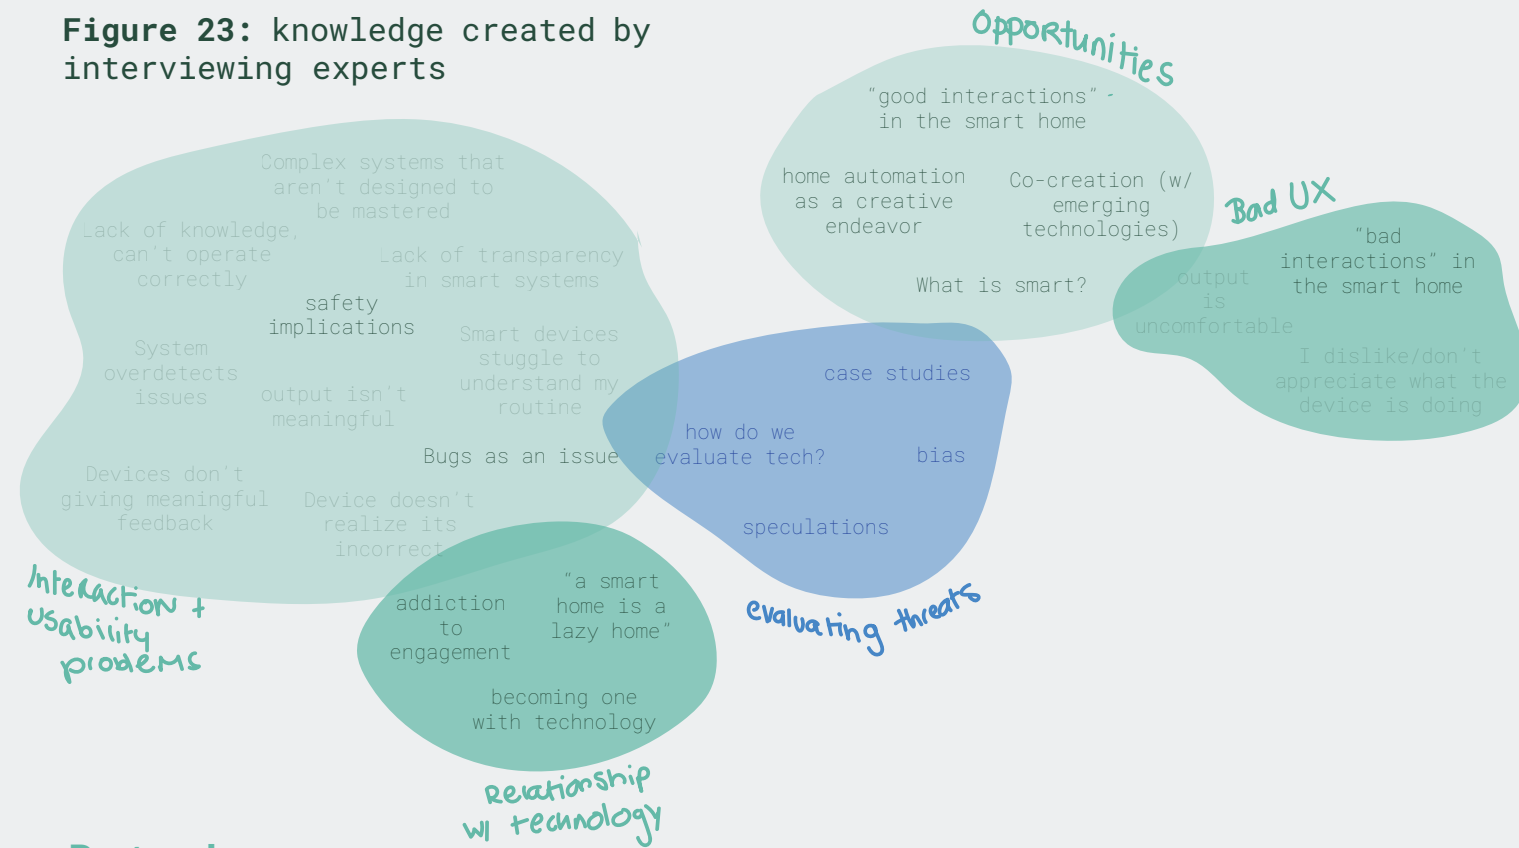 Figure 23: knowledge created by
interviewing experts
Opportunities
"good interactions" -
in the smart home
home automation
as a creative
endeavor
Co-creation (w/
emerging
technologies)
What is smart?
Bad UX
"bad
interactions" in
the smart home
output
is
uncomfortable
I dislike/don't
appreciate what the
device is doing
Complex systems that
aren't designed to
be mastered
Lack of knowledge,
can't operate
correctly
Lack of transparency
in smart systems
safety
implications
System
overdetects
issues
Smart devices
stuggle to
understand my
routine
output isn't
meaningful
Bugs as an issue
Devices don't
giving meaningful
feedback
Device doesn't
realize its
incorrect
Interaction +
usability
problems
case studies
how do we
evaluate tech?
bias
speculations
evaluating threats
addiction
to
engagement
"a smart
home is a
lazy home"
becoming one
with technology
Relationship
w/ technology